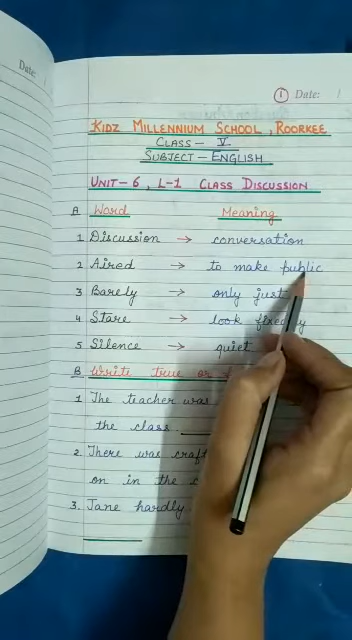 Date:
① Date:
KIDZ MILLENNIUM SCHOOL, ROORKEE
CLASS - V
SUBJECT - ENGLISH
UNIT-6, L-1 CLASS DISCUSSION
A Word Meaning
1 Discussion → conversation
2 Aired → to make public
3 Barely → only just
4 Stare → look fixedly
5 Silence → quiet
B Write true or
1 The teacher was
the class
2. There was
on in the
3. Jane hardly